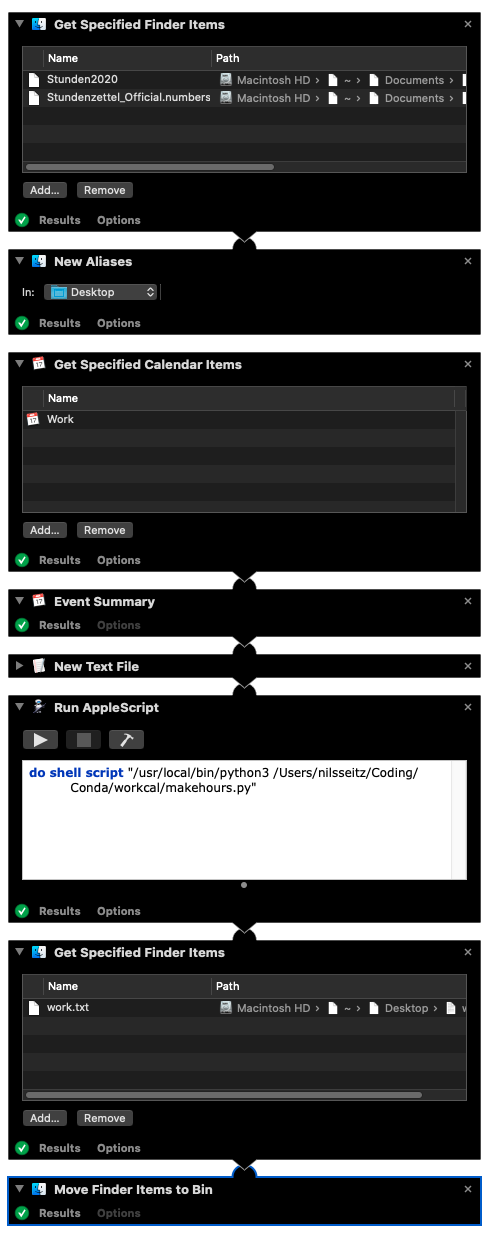 Get Specified Finder Items
Name Path
Stunden2020 Macintosh HD › ~ › Documents ›
Stundenzettel_Official.numbers Macintosh HD › ~ › Documents ›
Add... Remove
Results Options
New Aliases
In: Desktop
Results Options
Get Specified Calendar Items
Name
17 Work
Add... Remove
Results Options
Event Summary
Results Options
New Text File
Run AppleScript
do shell script "/usr/local/bin/python3 /Users/nilsseitz/Coding/
Conda/workcal/makehours.py"
Results Options
Get Specified Finder Items
Name Path
work.txt Macintosh HD › ~ › Desktop › w
Add... Remove
Results Options
Move Finder Items to Bin
Results Options